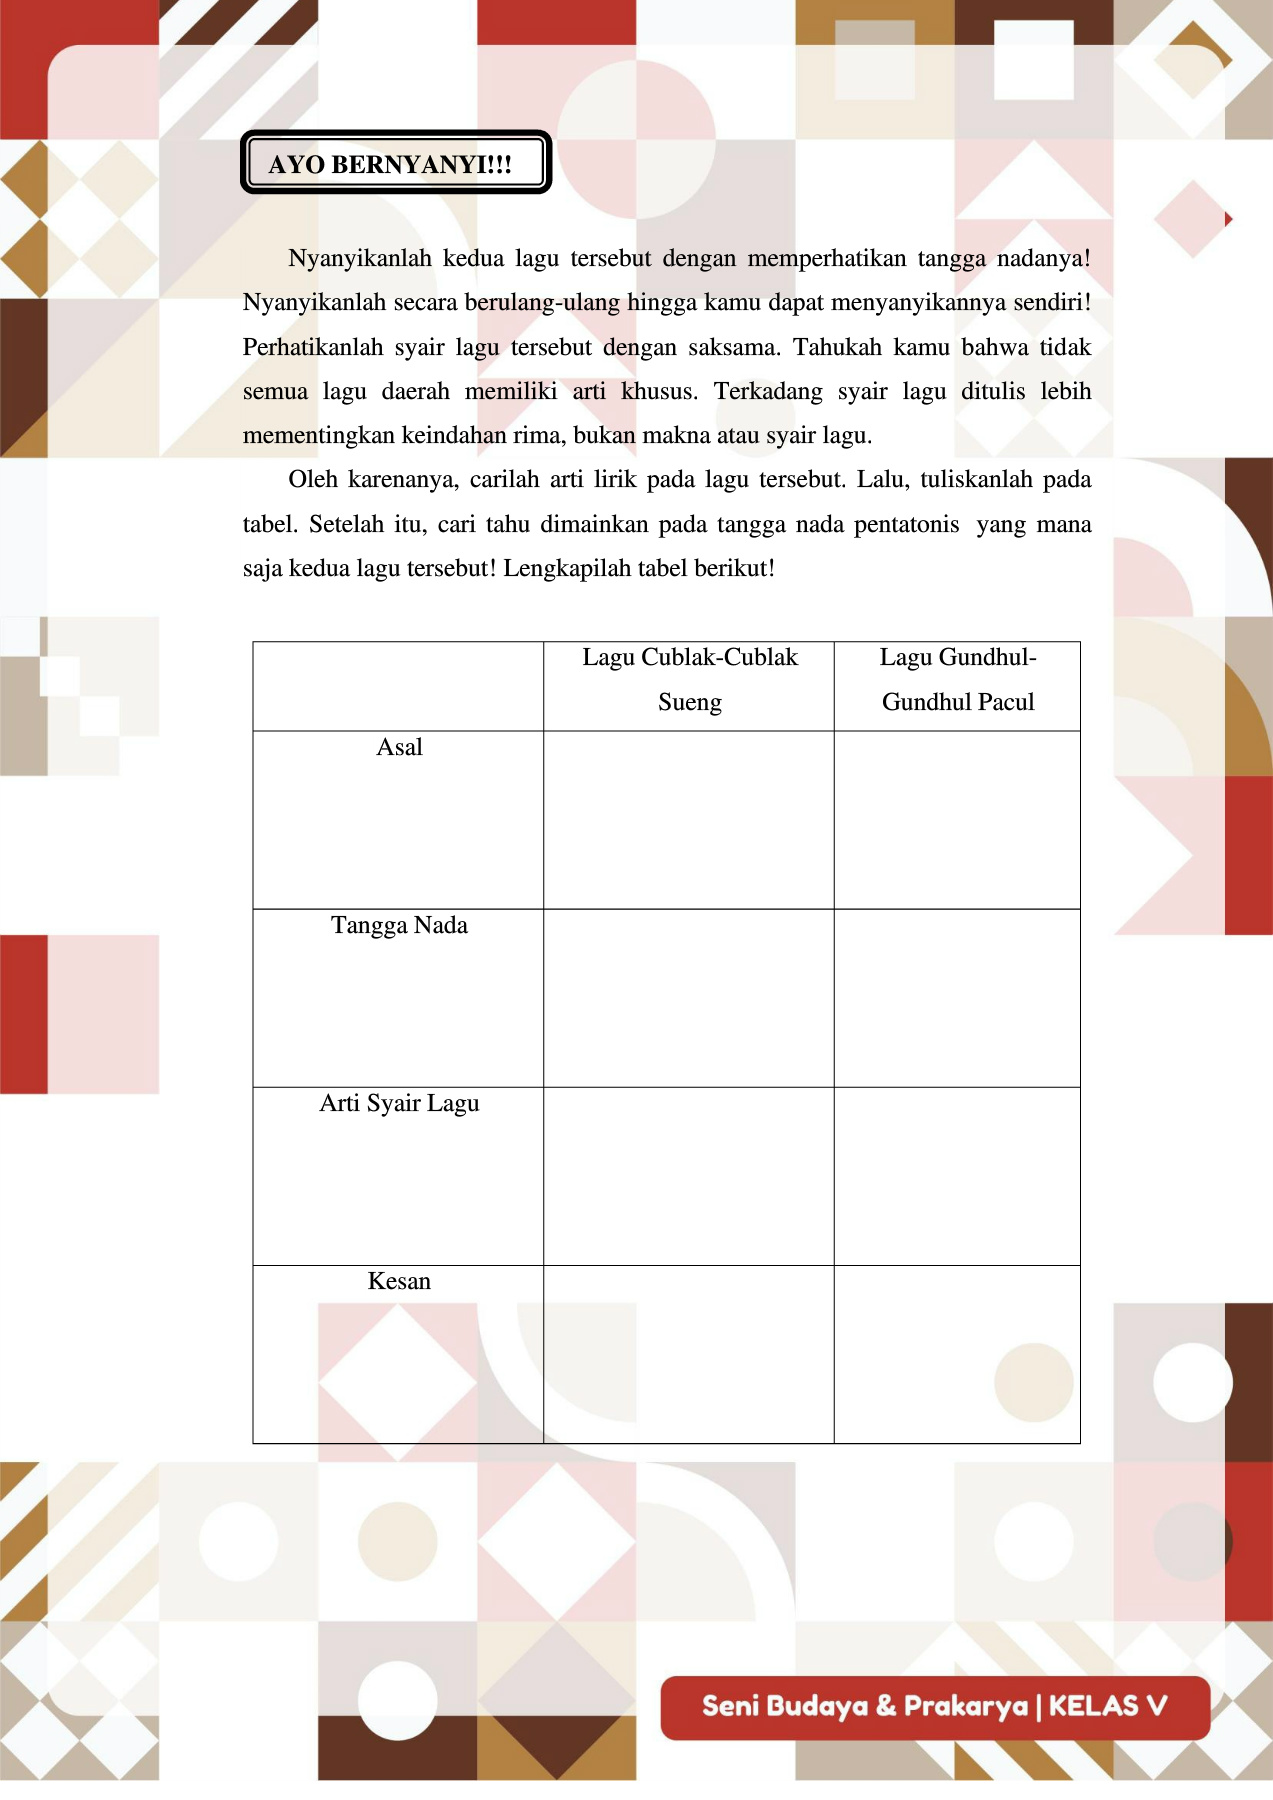 AYO BERNYANYI!!!
Nyanyikanlah kedua lagu tersebut dengan memperhatikan tangga nadanya!
Nyanyikanlah secara berulang-ulang hingga kamu dapat menyanyikannya sendiri!
Perhatikanlah syair lagu tersebut dengan saksama. Tahukah kamu bahwa tidak
semua lagu daerah memiliki arti khusus. Terkadang syair lagu ditulis lebih
mementingkan keindahan rima, bukan makna atau syair lagu.
Oleh karenanya, carilah arti lirik pada lagu tersebut. Lalu, tuliskanlah pada
tabel. Setelah itu, cari tahu dimainkan pada tangga nada pentatonis yang mana
saja kedua lagu tersebut! Lengkapilah tabel berikut!
Lagu Cublak-Cublak
Sueng
Lagu Gundhul-
Gundhul Pacul
Asal
Tangga Nada
Arti Syair Lagu
Kesan
Seni Budaya & Prakarya | KELAS V